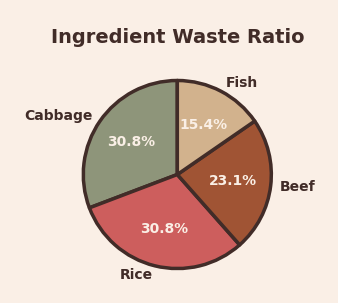 Ingredient Waste Ratio
Fish
Cabbage
15.4%
30.8%
23.1%
Beef
30.8%
Rice